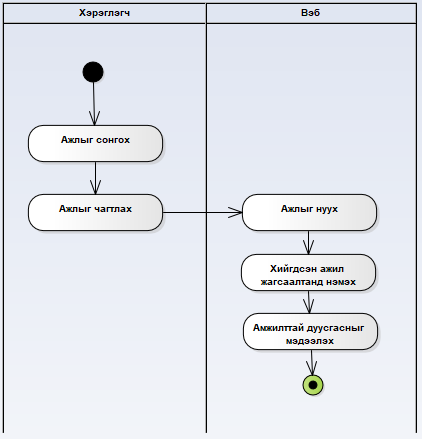 Хэрэглэгч
Вэб
Ажлыг сонгох
Ажлыг чагтлах
Ажлыг нуух
Хийгдсэн ажил
жагсаалтанд нэмэх
Амжилттай дуусгасныг
мэдээлэх